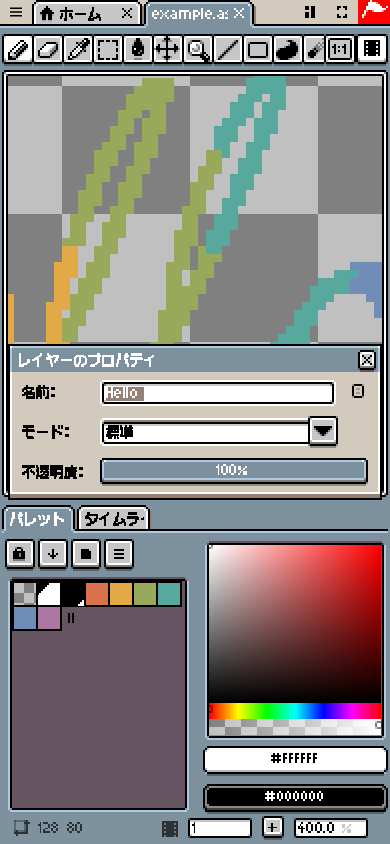 ホーム
example.a
1:1
レイヤーのプロパティ
名前:
Hello
モード:
標準
不透明度:
100%
パレット
タイムラ
#FFFFFF
#000000
128 80
1
400.0 %